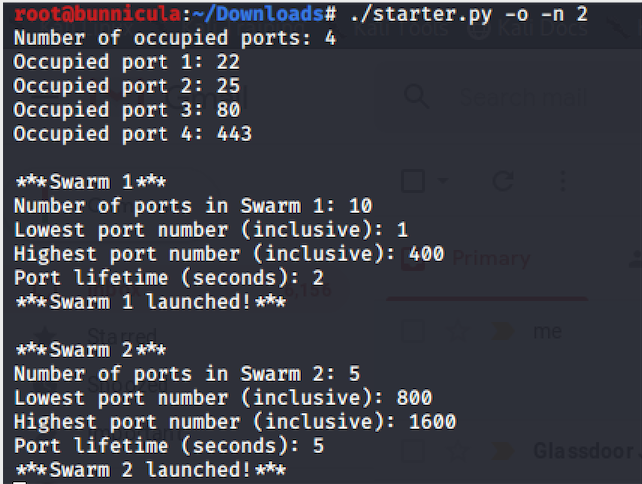 root@bunnicula:~/Downloads# ./starter.py -o -n 2
Number of occupied ports: 4
Occupied port 1: 22
Occupied port 2: 25
Occupied port 3: 80
Occupied port 4: 443
***Swarm 1***
Number of ports in Swarm 1: 10
Lowest port number (inclusive): 1
Highest port number (inclusive): 400
Port lifetime (seconds): 2
***Swarm 1 launched!***
***Swarm 2***
Number of ports in Swarm 2: 5
Lowest port number (inclusive): 800
Highest port number (inclusive): 1600
Port lifetime (seconds): 5
***Swarm 2 launched!***
Kali Tools
Kali Docs
Gmail
Search mail
Primary
Starred
me
Snoozed
Important
Glassdoor